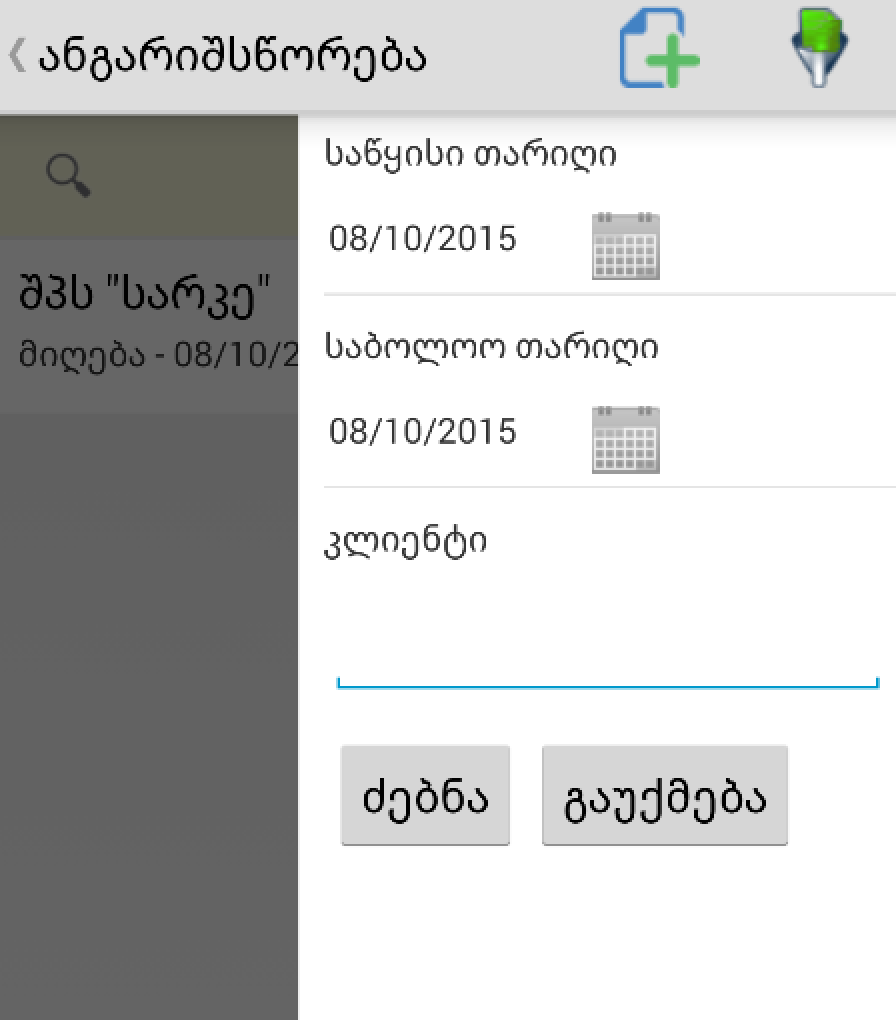 ანგარიშსწორება
შპს "სარკე"
მიღება - 08/10/2
საწყისი თარიღი
08/10/2015
საბოლოო თარიღი
08/10/2015
კლიენტი
ძებნა
გაუქმება